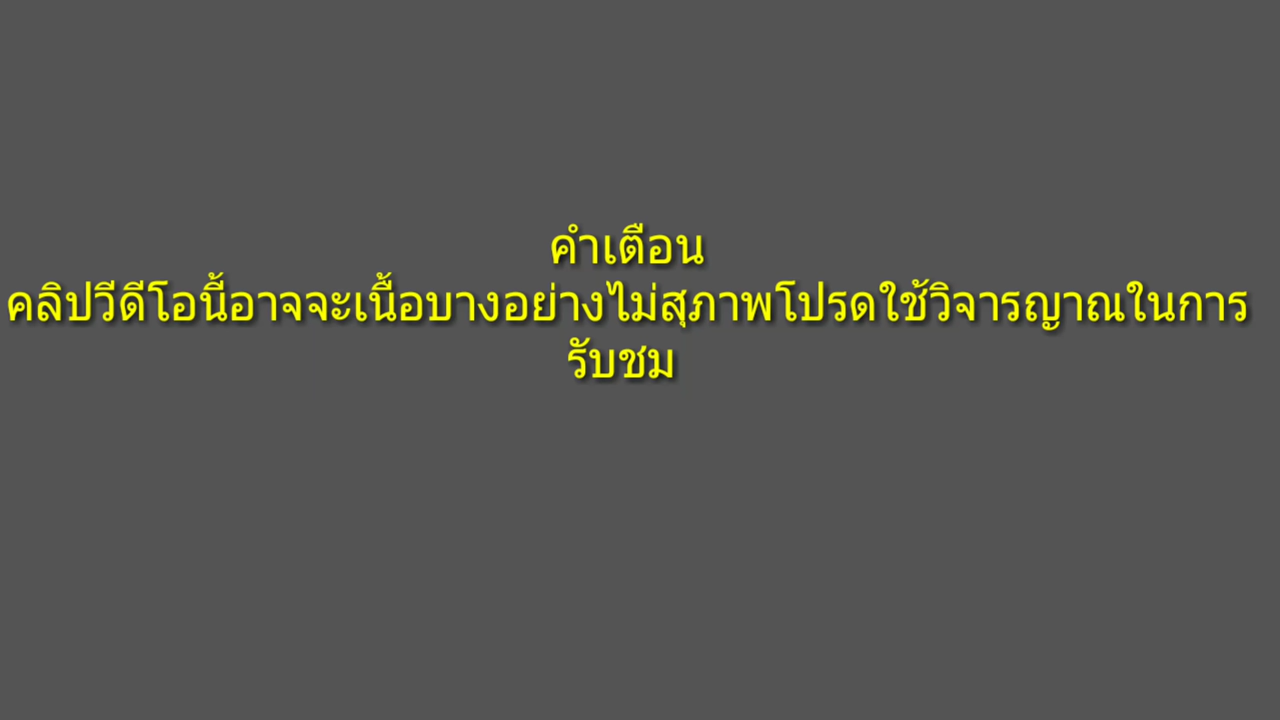 คำเตือน
คลิปวีดีโอนี้อาจจะเนื้อบางอย่างไม่สุภาพโปรดใช้วิจารญาณในการ
รับชม